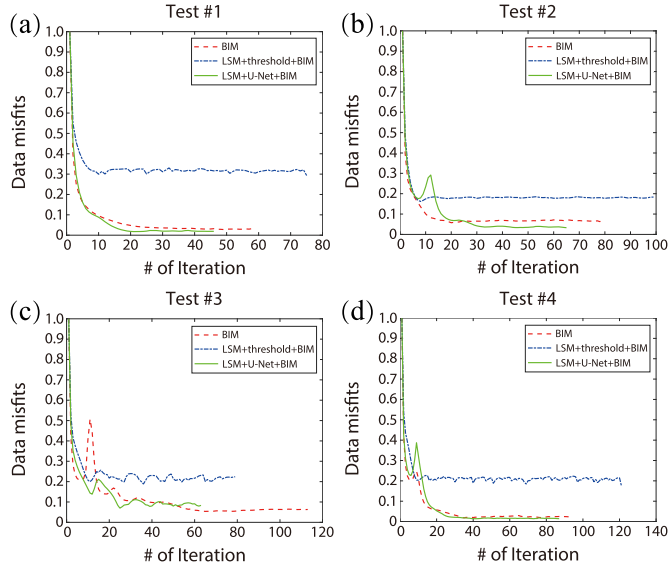 (a) Test #1
1.0
0.9
0.8
0.7
0.6
0.5
0.4
0.3
0.2
0.1
0
Data misfits
BIM
LSM+threshold+BIM
LSM+U-Net+BIM
0 10 20 30 40 50 60 70 80
# of Iteration
(b) Test #2
1.0
0.9
0.8
0.7
0.6
0.5
0.4
0.3
0.2
0.1
0
Data misfits
BIM
LSM+threshold+BIM
LSM+U-Net+BIM
0 10 20 30 40 50 60 70 80 90 100
# of Iteration
(c) Test #3
1.0
0.9
0.8
0.7
0.6
0.5
0.4
0.3
0.2
0.1
0
Data misfits
BIM
LSM+threshold+BIM
LSM+U-Net+BIM
0 20 40 60 80 100 120
# of Iteration
(d) Test #4
1.0
0.9
0.8
0.7
0.6
0.5
0.4
0.3
0.2
0.1
0
Data misfits
BIM
LSM+threshold+BIM
LSM+U-Net+BIM
0 20 40 60 80 100 120 140
# of Iteration